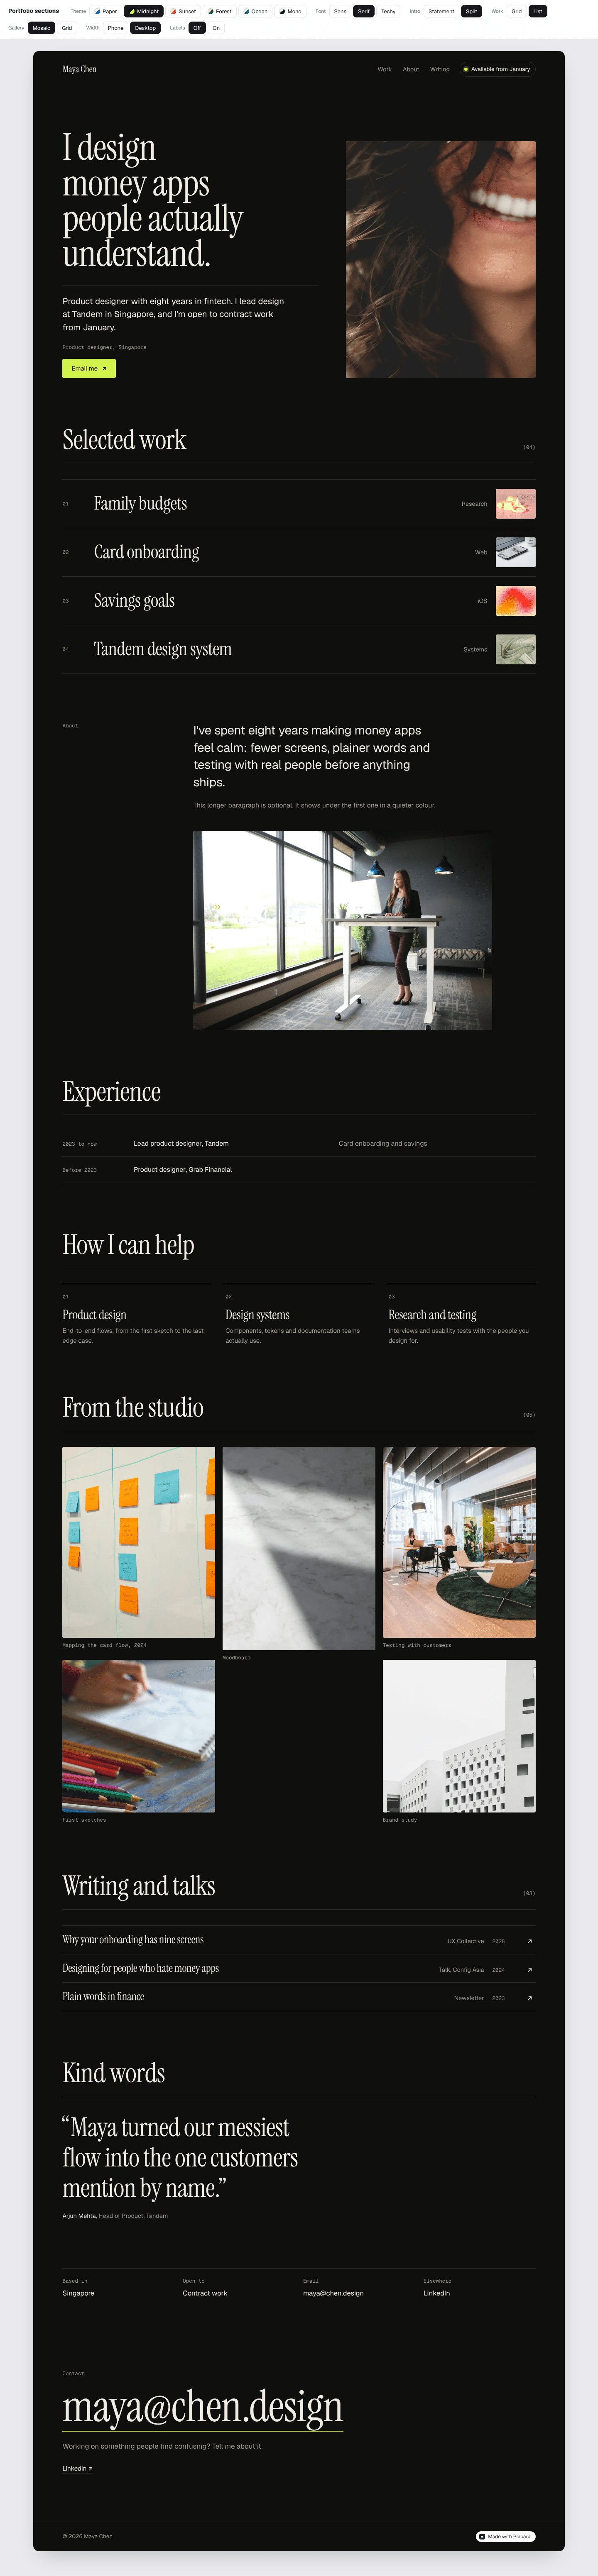 Portfolio sections Theme Paper Midnight Sunset Forest Ocean Mono Font Sans Serif Techy Intro Statement Split Work Grid List
Gallery Mosaic Grid Width Phone Desktop Labels Off On
Maya Chen Work About Writing Available from January
I design
money apps
people actually
understand.
Product designer with eight years in fintech. I lead design
at Tandem in Singapore, and I'm open to contract work
from January.
Product designer, Singapore
Email me ↗
Selected work (04)
01 Family budgets Research
02 Card onboarding Web
03 Savings goals iOS
04 Tandem design system Systems
About
I've spent eight years making money apps
feel calm: fewer screens, plainer words and
testing with real people before anything
ships.
This longer paragraph is optional. It shows under the first one in a quieter colour.
Experience
2023 to now Lead product designer, Tandem Card onboarding and savings
Before 2023 Product designer, Grab Financial
How I can help
01 02 03
Product design Design systems Research and testing
End-to-end flows, from the first sketch to the last Components, tokens and documentation teams Interviews and usability tests with the people you
edge case. actually use. design for.
From the studio (05)
Mapping the card flow, 2024 Testing with customers
Moodboard
First sketches Brand study
Writing and talks (03)
Why your onboarding has nine screens UX Collective 2025 ↗
Designing for people who hate money apps Talk, Config Asia 2024 ↗
Plain words in finance Newsletter 2023 ↗
Kind words
“Maya turned our messiest
flow into the one customers
mention by name.”
Arjun Mehta, Head of Product, Tandem
Based in Open to Email Elsewhere
Singapore Contract work maya@chen.design LinkedIn
Contact
maya@chen.design
Working on something people find confusing? Tell me about it.
LinkedIn ↗
© 2026 Maya Chen Made with Placard